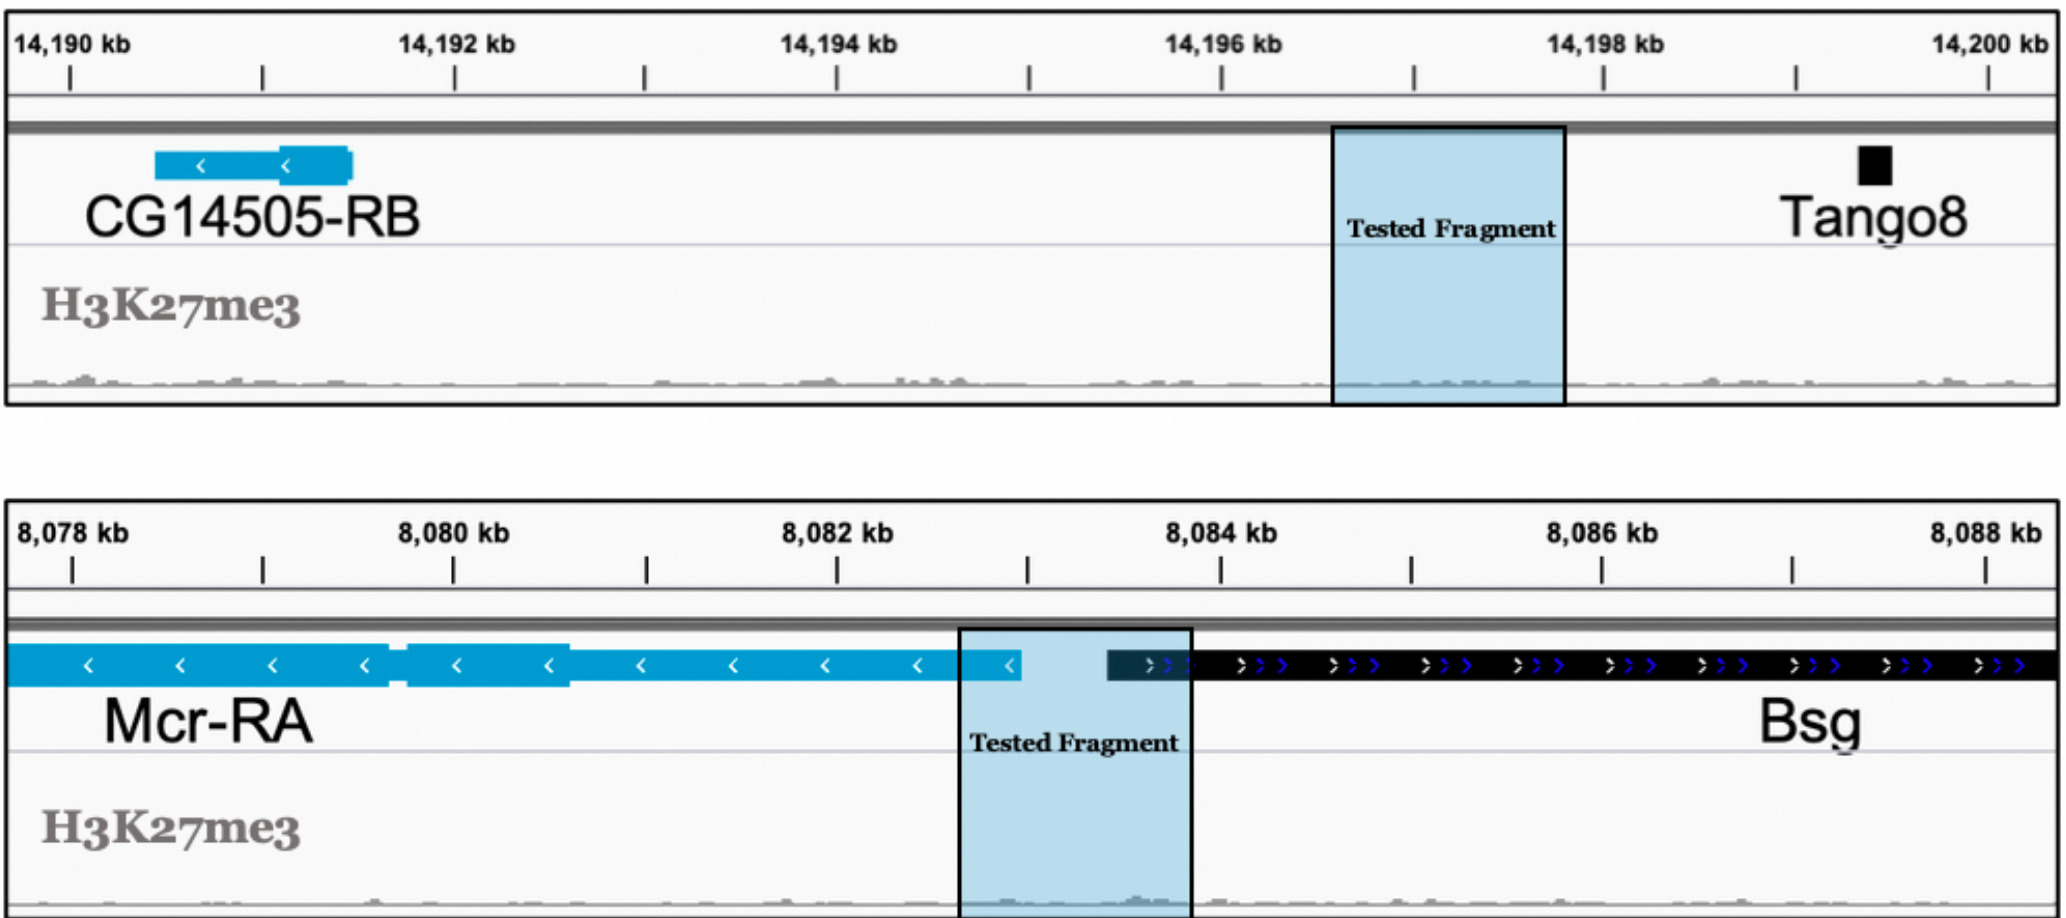 14,190 kb 14,192 kb 14,194 kb 14,196 kb 14,198 kb 14,200 kb
CG14505-RB
Tested Fragment
Tango8
H3K27me3
8,078 kb 8,080 kb 8,082 kb 8,084 kb 8,086 kb 8,088 kb
Mcr-RA
Bsg
Tested Fragment
H3K27me3